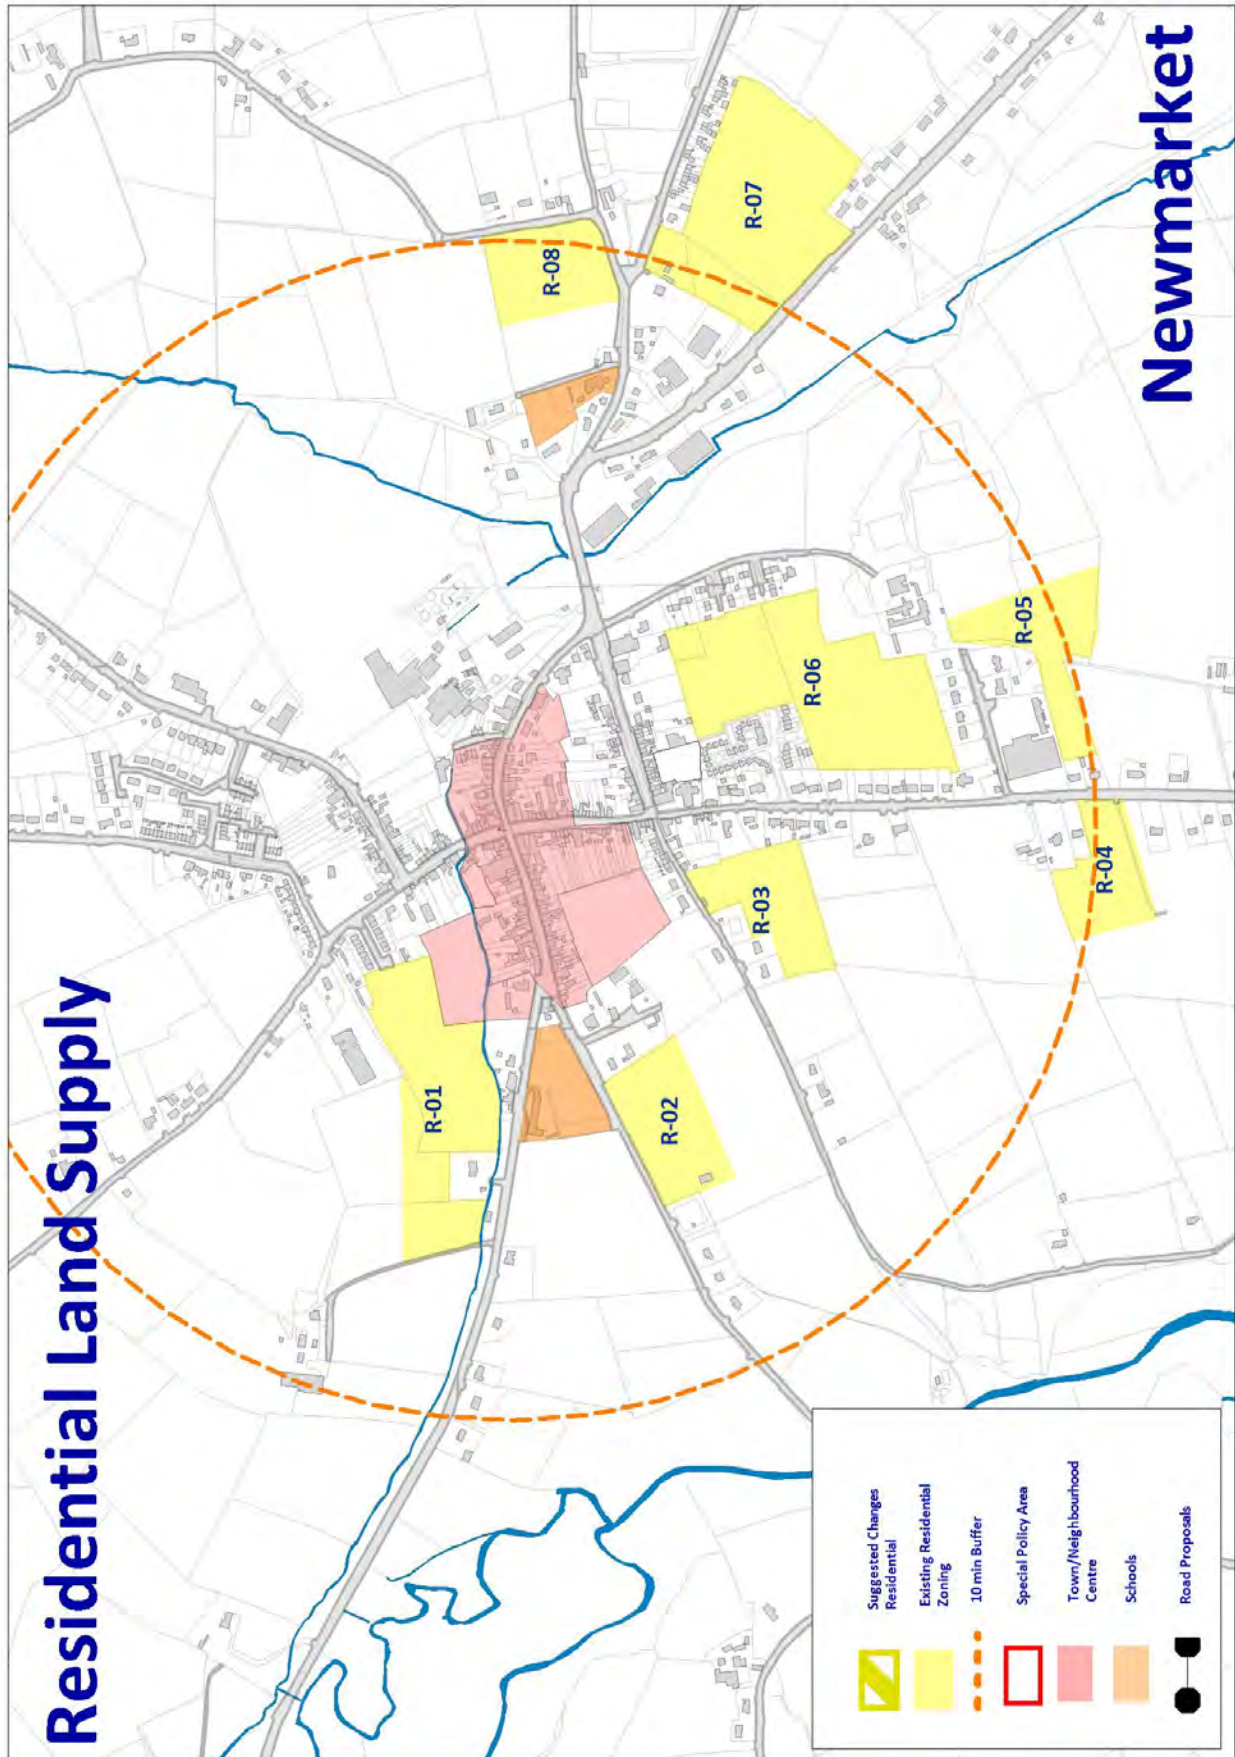 Residential Land Supply
Newmarket
R-01
R-02
R-03
R-04
R-05
R-06
R-07
R-08
Suggested Changes
Residential
Existing Residential
Zoning
10 min Buffer
Special Policy Area
Town/Neighbourhood
Centre
Schools
Road Proposals